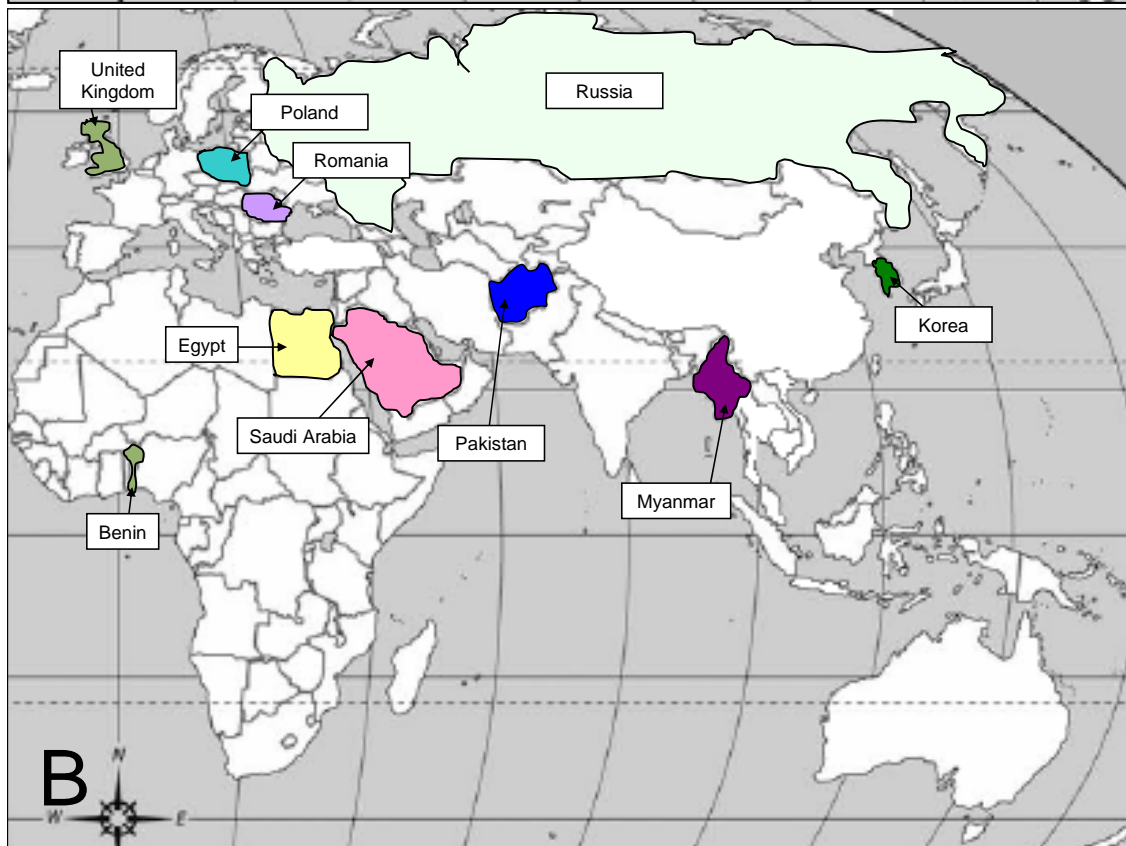 United
Kingdom
Poland
Russia
Romania
Egypt
Korea
Saudi Arabia
Pakistan
Myanmar
Benin
B
N
W
E